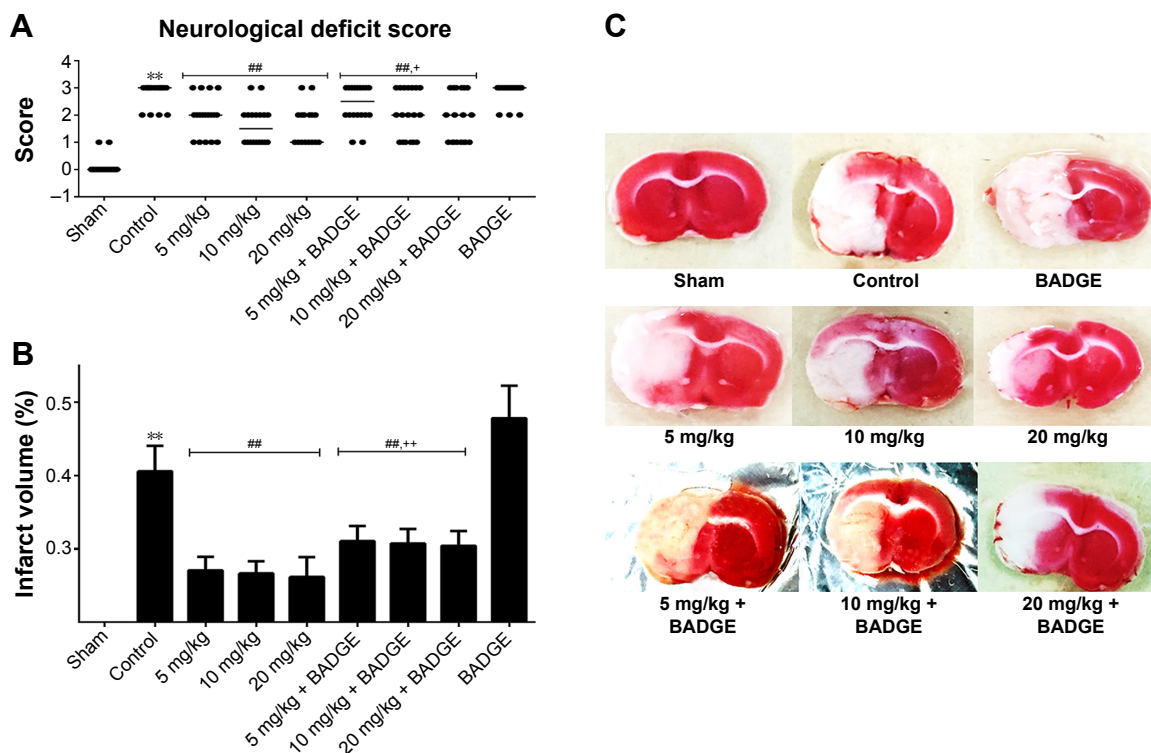 A
Neurological deficit score
Score
4
3
2
1
0
–1
**
##
##,+
Sham
Control
5 mg/kg
10 mg/kg
20 mg/kg
5 mg/kg + BADGE
10 mg/kg + BADGE
20 mg/kg + BADGE
BADGE
B
Infarct volume (%)
0.5
0.4
0.3
**
##
##,++
Sham
Control
5 mg/kg
10 mg/kg
20 mg/kg
5 mg/kg + BADGE
10 mg/kg + BADGE
20 mg/kg + BADGE
BADGE
C
Sham
Control
BADGE
5 mg/kg
10 mg/kg
20 mg/kg
5 mg/kg +
BADGE
10 mg/kg +
BADGE
20 mg/kg +
BADGE